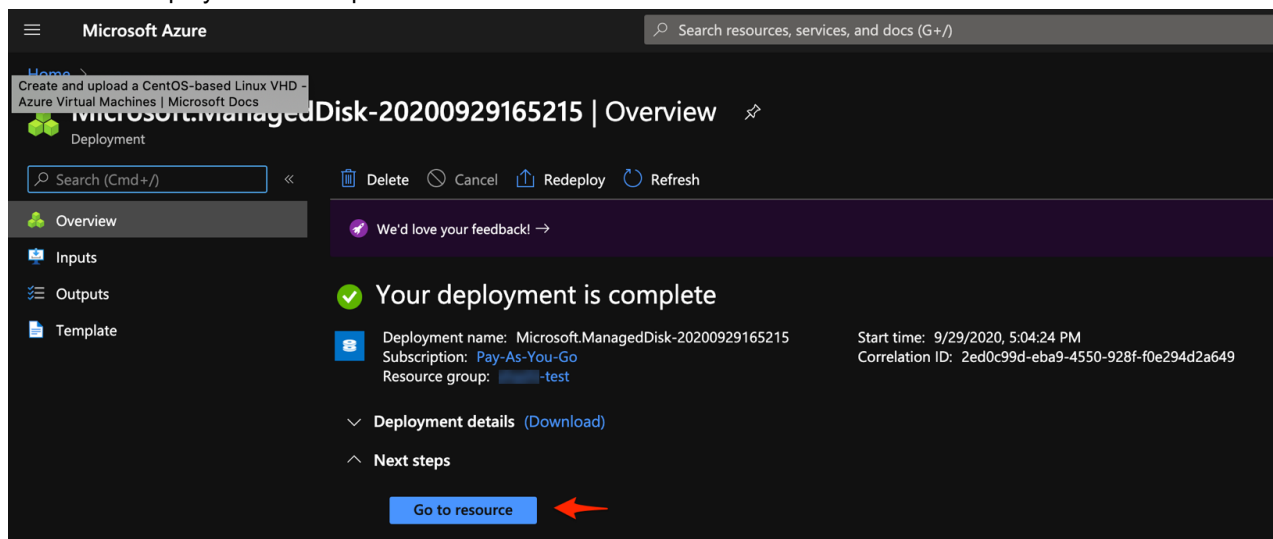 Microsoft Azure
Search resources, services, and docs (G+/)
Home >
Create and upload a CentOS-based Linux VHD -
Azure Virtual Machines | Microsoft Docs
Microsoft.ManagedDisk-20200929165215 | Overview
Deployment
Search (Cmd+/)
«
Delete
Cancel
Redeploy
Refresh
Overview
Inputs
Outputs
Template
We'd love your feedback! →
Your deployment is complete
Deployment name: Microsoft.ManagedDisk-20200929165215
Subscription: Pay-As-You-Go
Resource group: -test
Start time: 9/29/2020, 5:04:24 PM
Correlation ID: 2ed0c99d-eba9-4550-928f-f0e294d2a649
Deployment details (Download)
Next steps
Go to resource